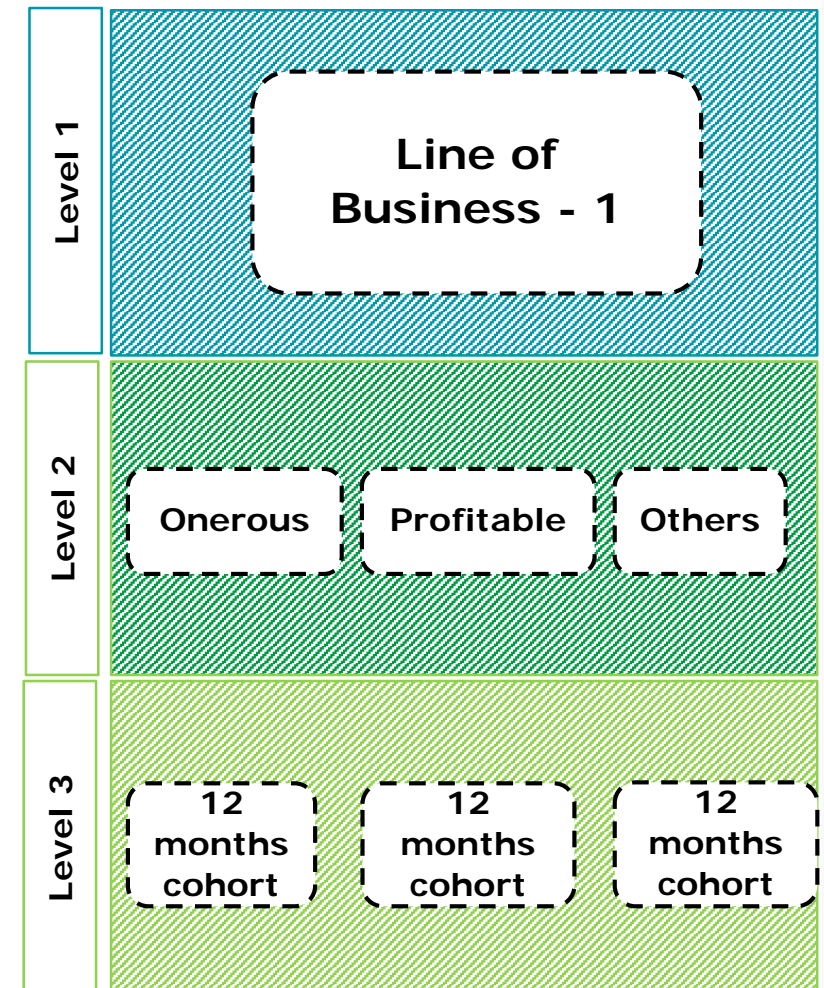 Level 1
Line of
Business - 1
Level 2
Onerous
Profitable
Others
Level 3
12
months
cohort
12
months
cohort
12
months
cohort